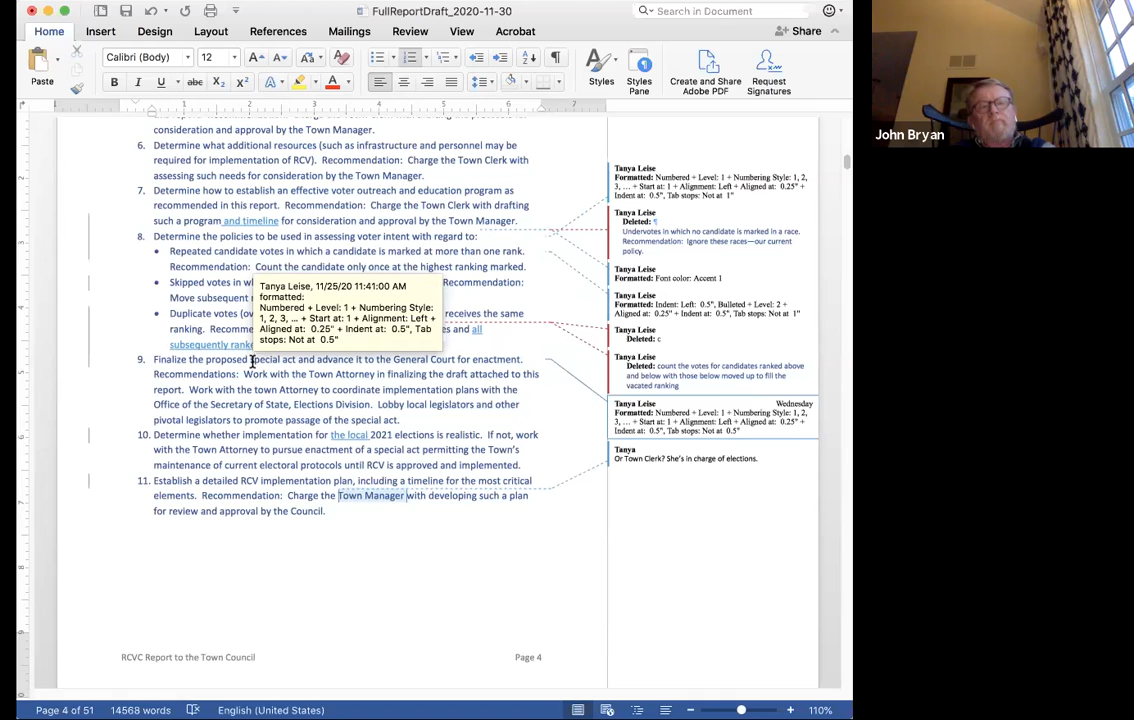 FullReportDraft_2020-11-30
Search in Document
Home Insert Design Layout References Mailings Review View Acrobat
Share
Paste
Calibri (Body) 12
Styles
Styles Pane
Create and Share Adobe PDF
Request Signatures
consideration and approval by the Town Manager.
6. Determine what additional resources (such as infrastructure and personnel may be
required for implementation of RCV). Recommendation: Charge the Town Clerk with
assessing such needs for consideration by the Town Manager.
7. Determine how to establish an effective voter outreach and education program as
recommended in this report. Recommendation: Charge the Town Clerk with drafting
such a program and timeline for consideration and approval by the Town Manager.
8. Determine the policies to be used in assessing voter intent with regard to:
• Repeated candidate votes in which a candidate is marked at more than one rank.
Recommendation: Count the candidate only once at the highest ranking marked.
• Skipped votes in wh Recommendation:
Move subsequent r
• Duplicate votes (ov receives the same
ranking. Recomme es and all
subsequently ranke
Tanya Leise, 11/25/20 11:41:00 AM
formatted:
Numbered + Level: 1 + Numbering Style:
1, 2, 3, ... + Start at: 1 + Alignment: Left +
Aligned at: 0.25" + Indent at: 0.5", Tab
stops: Not at 0.5"
9. Finalize the proposed special act and advance it to the General Court for enactment.
Recommendations: Work with the Town Attorney in finalizing the draft attached to this
report. Work with the town Attorney to coordinate implementation plans with the
Office of the Secretary of State, Elections Division. Lobby local legislators and other
pivotal legislators to promote passage of the special act.
10. Determine whether implementation for the local 2021 elections is realistic. If not, work
with the Town Attorney to pursue enactment of a special act permitting the Town's
maintenance of current electoral protocols until RCV is approved and implemented.
11. Establish a detailed RCV implementation plan, including a timeline for the most critical
elements. Recommendation: Charge the Town Manager with developing such a plan
for review and approval by the Council.
RCVC Report to the Town Council Page 4
Tanya Leise
Formatted: Numbered + Level: 1 + Numbering Style: 1, 2,
3, ... + Start at: 1 + Alignment: Left + Aligned at: 0.25" +
Indent at: 0.5", Tab stops: Not at 1"
Tanya Leise
Deleted: ¶
Undervotes in which no candidate is marked in a race.
Recommendation: Ignore these races—our current
policy.
Tanya Leise
Formatted: Font color: Accent 1
Tanya Leise
Formatted: Indent: Left: 0.5", Bulleted + Level: 2 +
Aligned at: 0.25" + Indent at: 0.5", Tab stops: Not at 1"
Tanya Leise
Deleted: c
Tanya Leise
Deleted: count the votes for candidates ranked above
and below with those below moved up to fill the
vacated ranking
Tanya Leise Wednesday
Formatted: Numbered + Level: 1 + Numbering Style: 1, 2,
3, ... + Start at: 1 + Alignment: Left + Aligned at: 0.25" +
Indent at: 0.5", Tab stops: Not at 0.5"
Tanya
Or Town Clerk? She's in charge of elections.
Page 4 of 51 14568 words English (United States) 110%
John Bryan